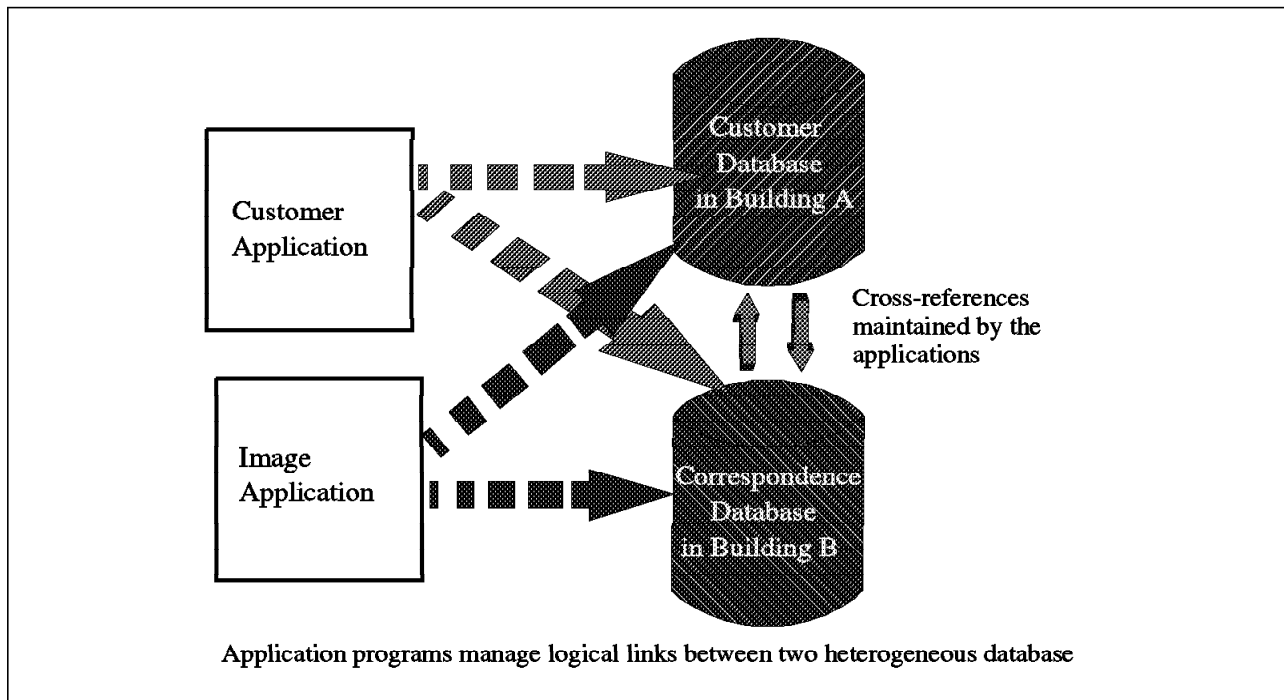 Customer
Application
Customer
Database
in Building A
Cross-references
maintained by the
applications
Image
Application
Correspondence
Database
in Building B
Application programs manage logical links between two heterogeneous database